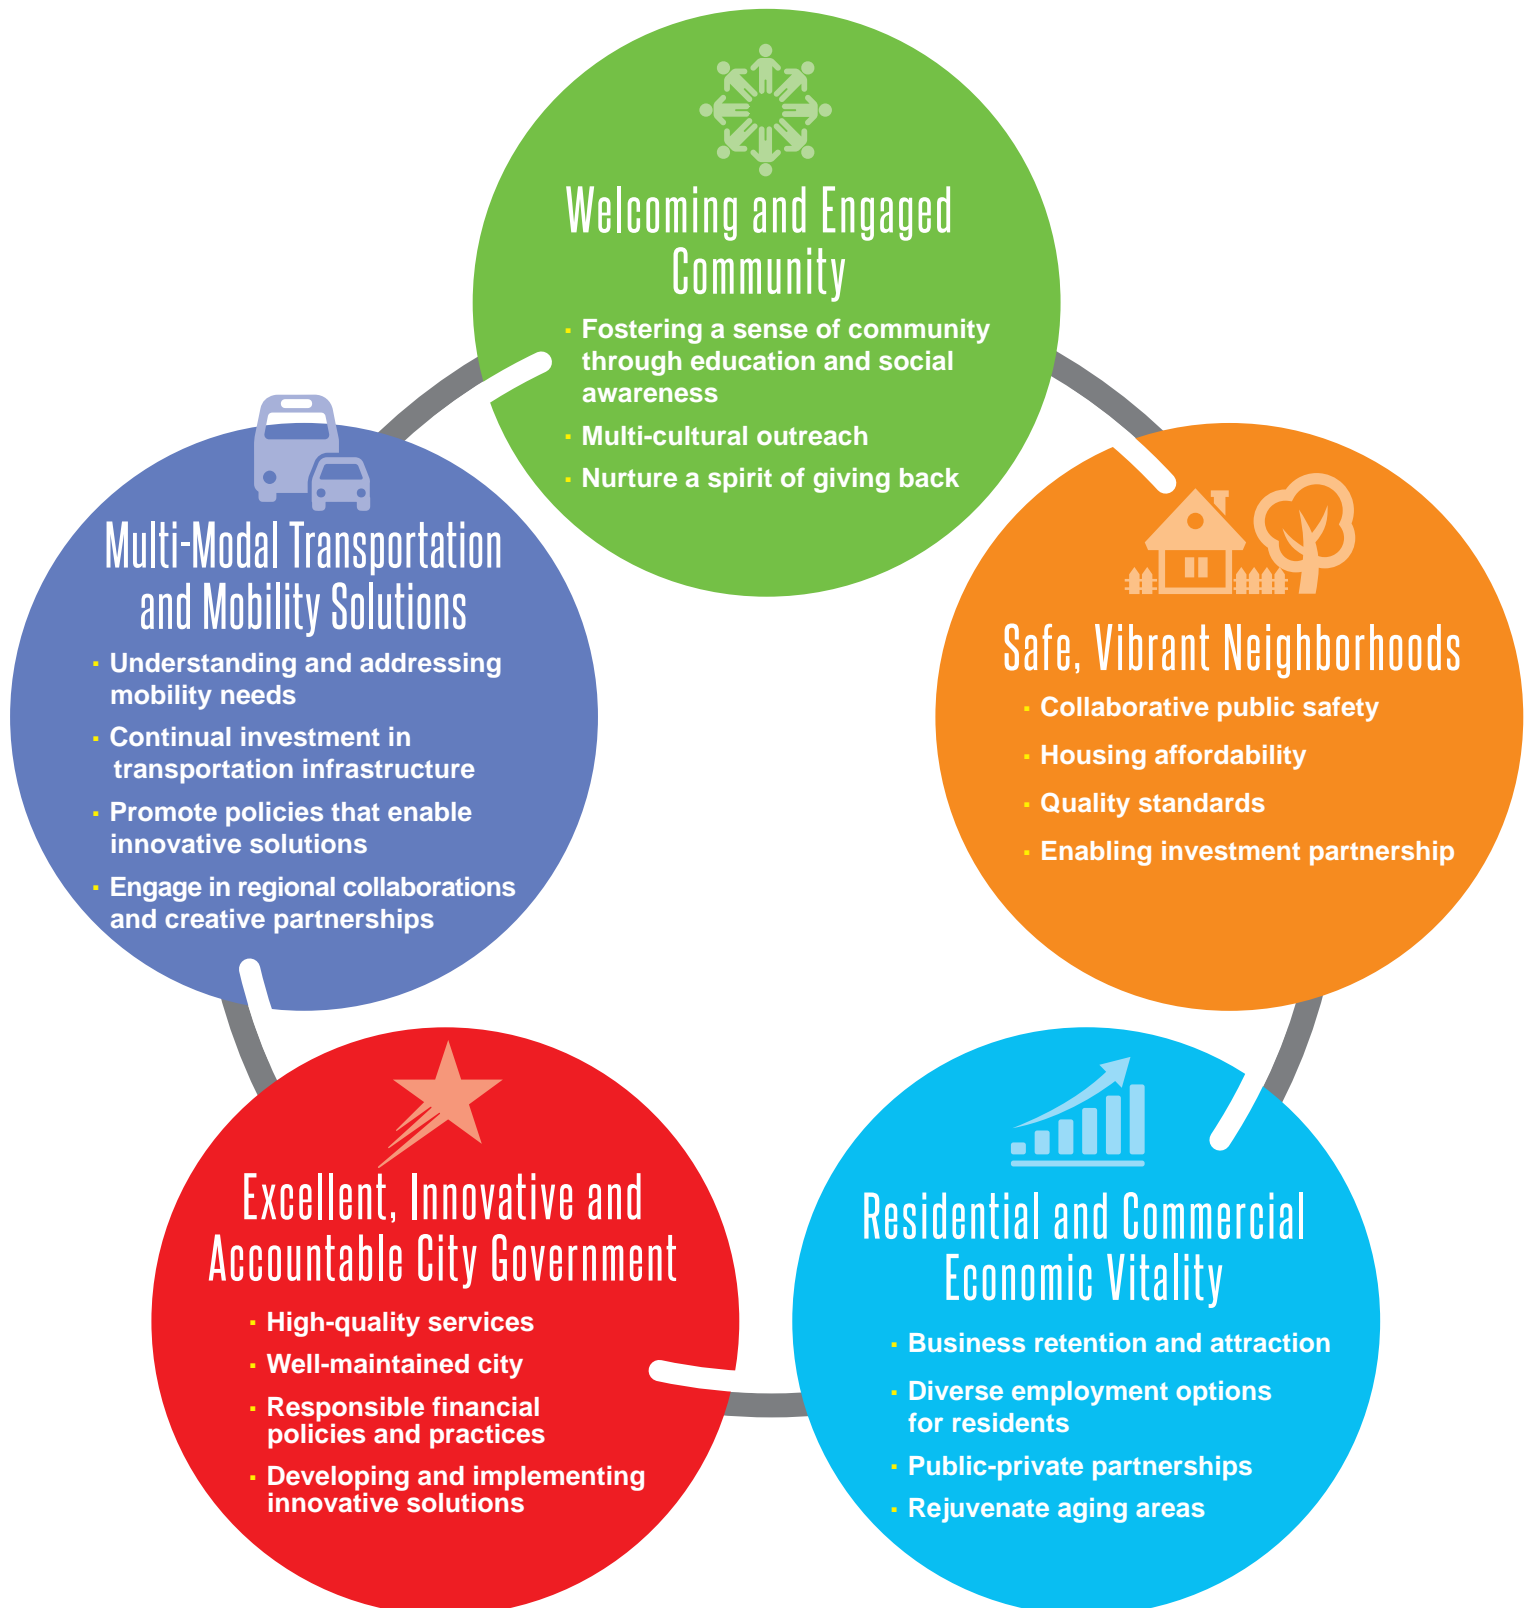 Welcoming and Engaged
Community
▪ Fostering a sense of community
through education and social
awareness
▪ Multi-cultural outreach
▪ Nurture a spirit of giving back
Multi-Modal Transportation
and Mobility Solutions
▪ Understanding and addressing
mobility needs
▪ Continual investment in
transportation infrastructure
▪ Promote policies that enable
innovative solutions
▪ Engage in regional collaborations
and creative partnerships
Safe, Vibrant Neighborhoods
▪ Collaborative public safety
▪ Housing affordability
▪ Quality standards
▪ Enabling investment partnership
Excellent, Innovative and
Accountable City Government
▪ High-quality services
▪ Well-maintained city
▪ Responsible financial
policies and practices
▪ Developing and implementing
innovative solutions
Residential and Commercial
Economic Vitality
▪ Business retention and attraction
▪ Diverse employment options
for residents
▪ Public-private partnerships
▪ Rejuvenate aging areas